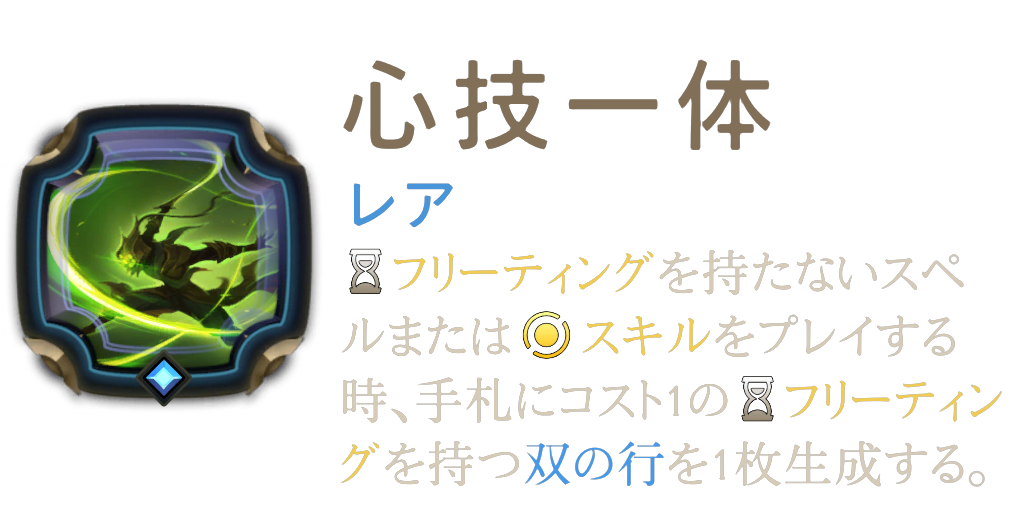 心技一体
レア
フリーティングを持たないスペ
ルまたはスキルをプレイする
時、手札にコスト1のフリーティン
グを持つ双の行を1枚生成する。